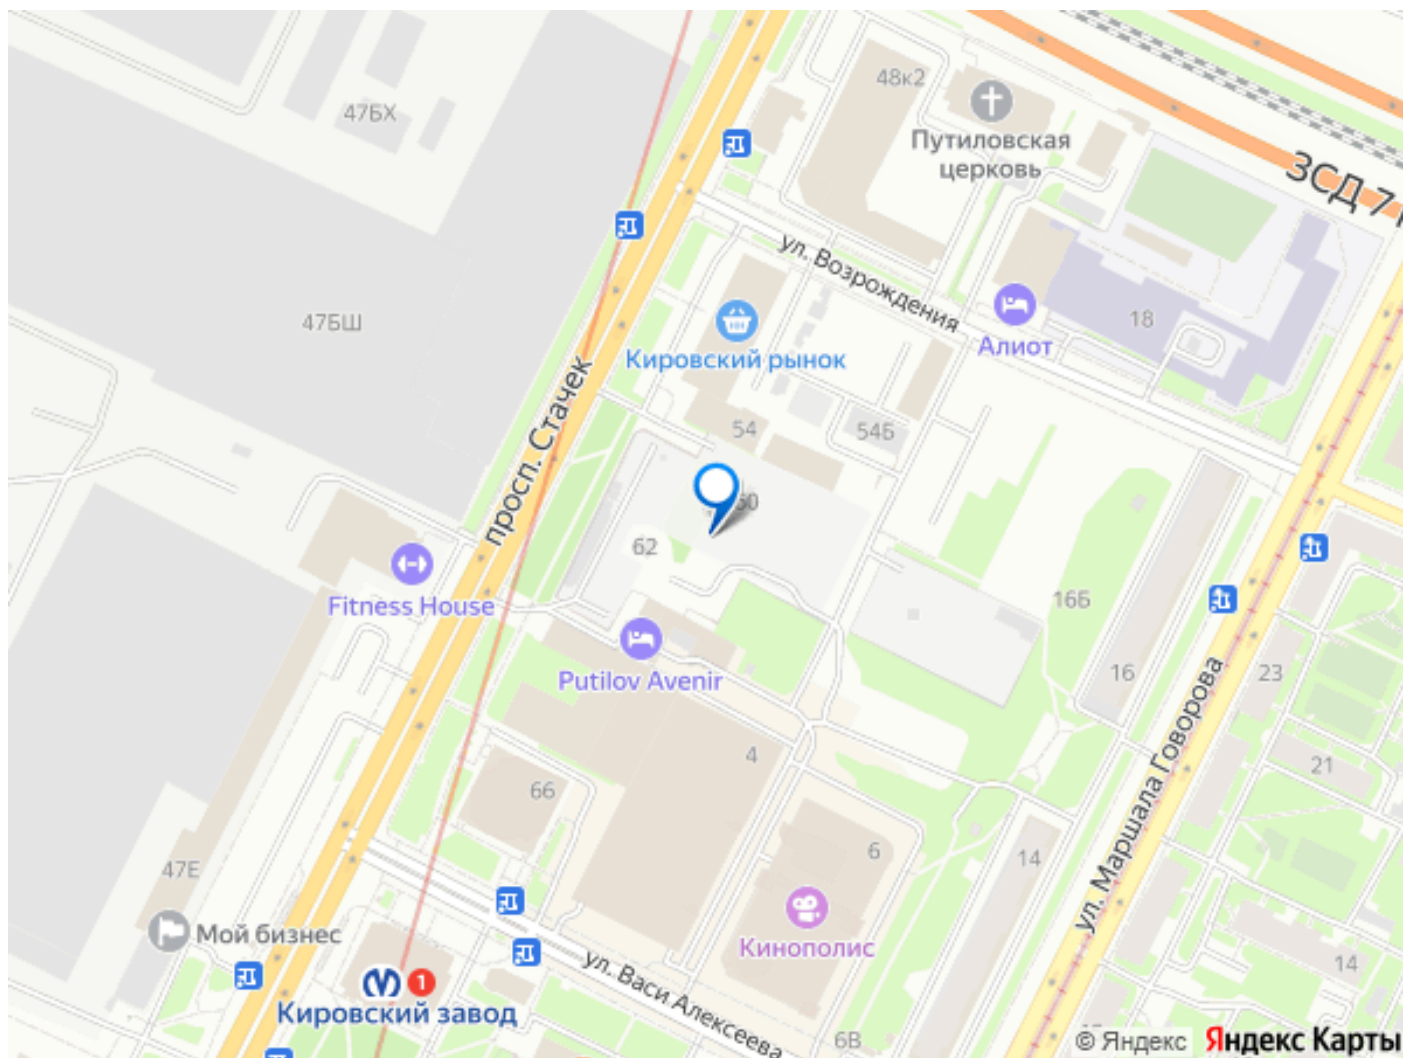 48к2
47БХ
Путиловская
церковь
ЗСД 7
ул. Возрождения
47БШ
18
Алиот
Кировский рынок
просп. Стачек
54
54Б
62
Fitness House
16Б
Putilov Avenir
16
23
ул. Маршала Говорова
4
21
66
6
14
47Е
Мой бизнес
Кинополис
14
ул. Васи Алексеева
1
Кировский завод
6В
© Яндекс Яндекс Карты